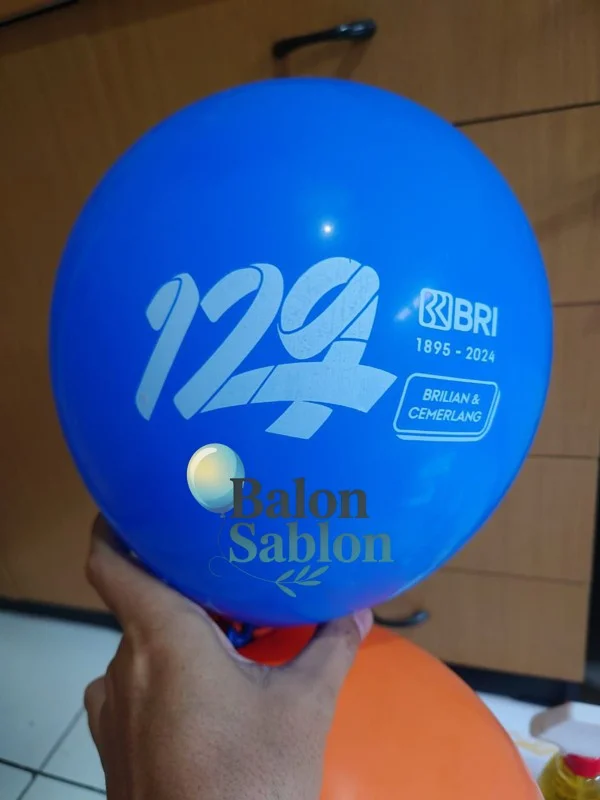 129
BRI
1895 - 2024
BRILIAN &
CEMERLANG
Balon
Sablon